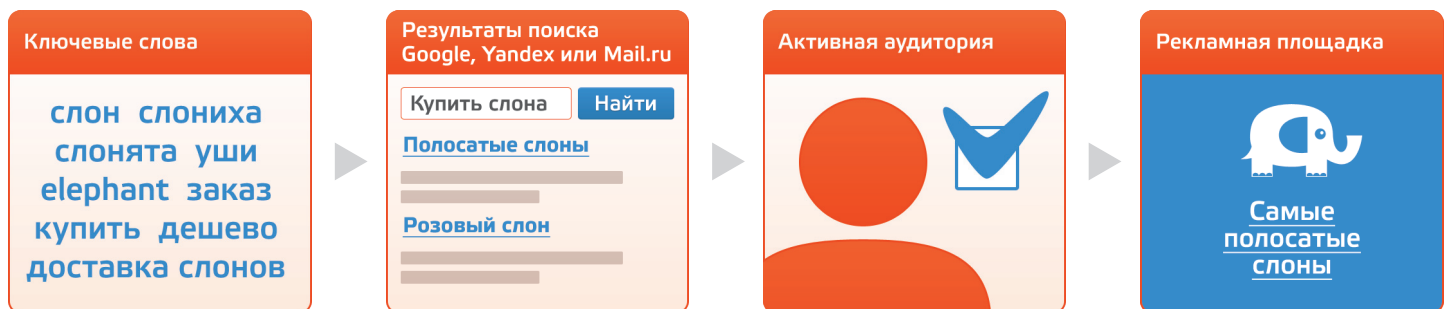 Ключевые слова
слон слониха
слонята уши
elephant заказ
купить дешево
доставка слонов
Результаты поиска
Google, Yandex или Mail.ru
Купить слона
Найти
Полосатые слоны
Розовый слон
Активная аудитория
Рекламная площадка
Самые
полосатые
слоны